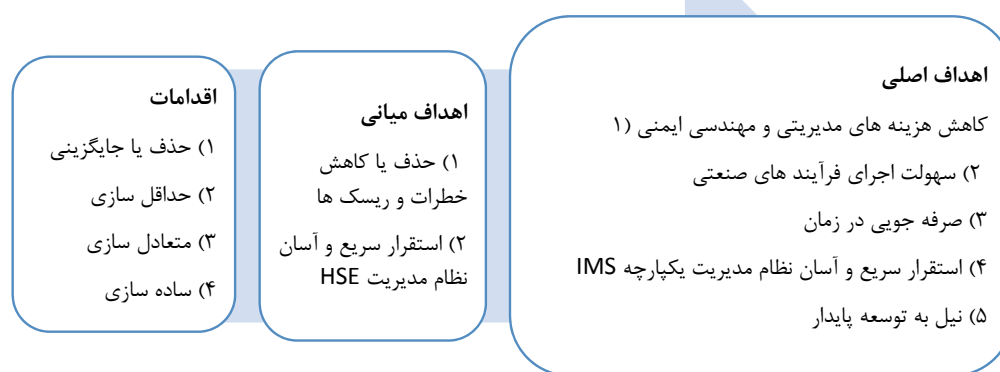 اهداف اصلی
کاهش هزینه های مدیریتی و مهندسی ایمنی (۱
۲) سهولت اجرای فرآیند های صنعتی
۳) صرفه جویی در زمان
۴) استقرار سریع و آسان نظام مدیریت یکپارچه IMS
۵) نیل به توسعه پایدار
اهداف میانی
۱) حذف یا کاهش
خطرات و ریسک ها
۲) استقرار سریع و آسان
نظام مدیریت HSE
اقدامات
۱) حذف یا جایگزینی
۲) حداقل سازی
۳) متعادل سازی
۴) ساده سازی